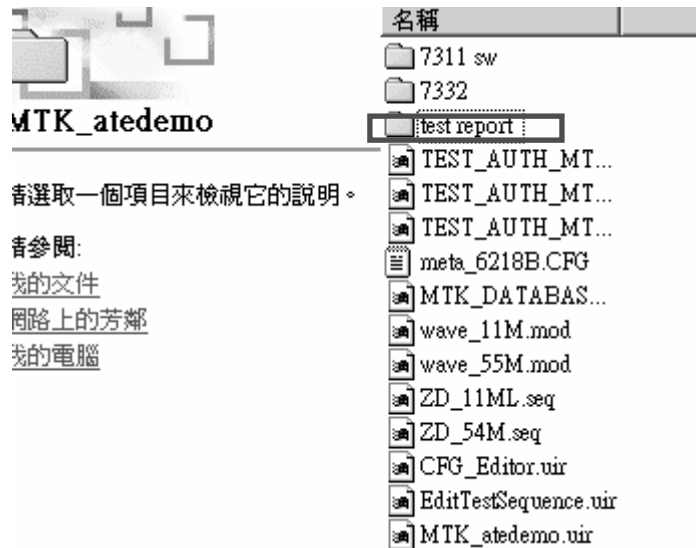 MTK_atedemo
請選取一個項目來檢視它的說明。
請參閱:
我的文件
網路上的芳鄰
我的電腦
名稱
7311 sw
7332
test report
TEST_AUTH_MT...
TEST_AUTH_MT...
TEST_AUTH_MT...
meta_6218B.CFG
MTK_DATABAS...
wave_11M.mod
wave_55M.mod
ZD_11ML.seq
ZD_54M.seq
CFG_Editor.uir
EditTestSequence.uir
MTK_atedemo.uir